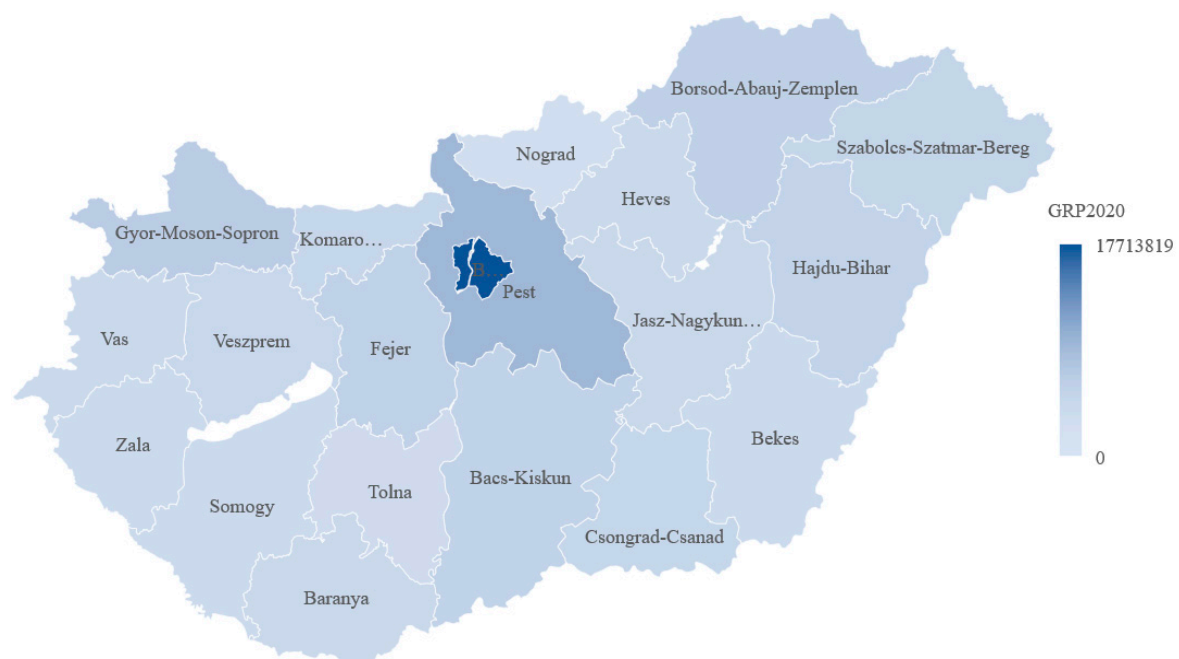 Borsod-Abauj-Zemplen
Szabolcs-Szatmar-Bereg
Nograd
Heves
GRP2020
Gyor-Moson-Sopron
Komaro…
17713819
Hajdu-Bihar
B…
Pest
Jasz-Nagykun…
Vas
Veszprem
Fejer
Zala
Bekes
0
Bacs-Kiskun
Tolna
Somogy
Csongrad-Csanad
Baranya